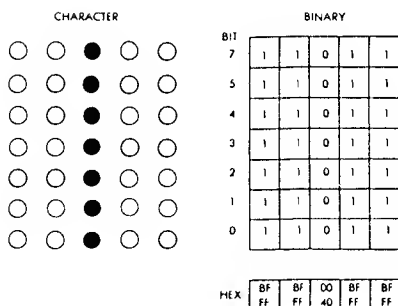 CHARACTER BINARY
BIT
7 1 1 0 1 1
5 1 1 0 1 1
4 1 1 0 1 1
3 1 1 0 1 1
2 1 1 0 1 1
1 1 1 0 1 1
0 1 1 0 1 1
HEX BF BF 00 BF BF
FF FF 40 FF FF